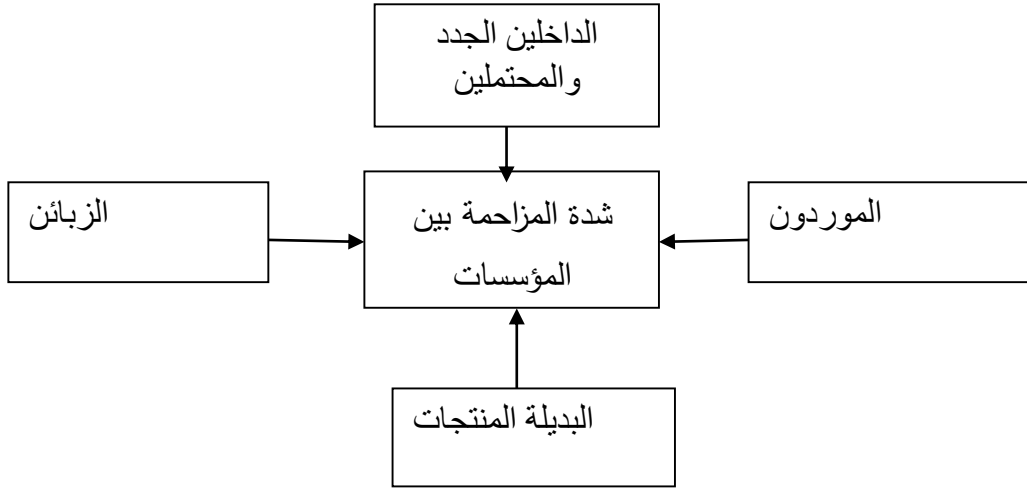 الداخلين الجدد
والمحتملين
الموردون
شدة المزاحمة بين
المؤسسات
الزبائن
البديلة المنتجات